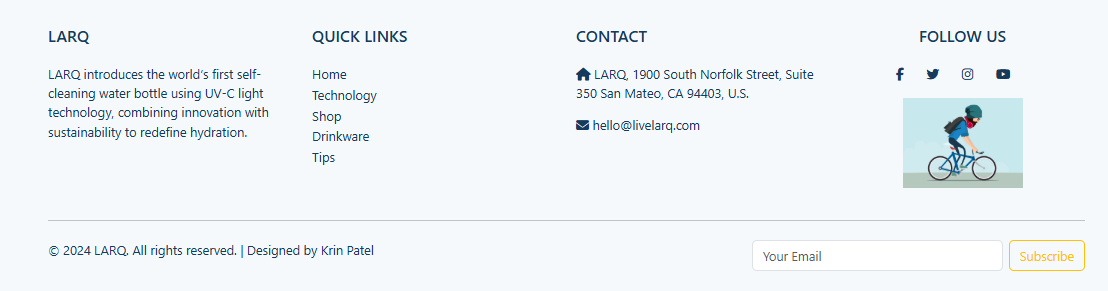 LARQ
LARQ introduces the world's first self-
cleaning water bottle using UV-C light
technology, combining innovation with
sustainability to redefine hydration.
QUICK LINKS
Home
Technology
Shop
Drinkware
Tips
CONTACT
LARQ, 1900 South Norfolk Street, Suite
350 San Mateo, CA 94403, U.S.
hello@livelarq.com
FOLLOW US
© 2024 LARQ. All rights reserved. | Designed by Krin Patel
Your Email
Subscribe